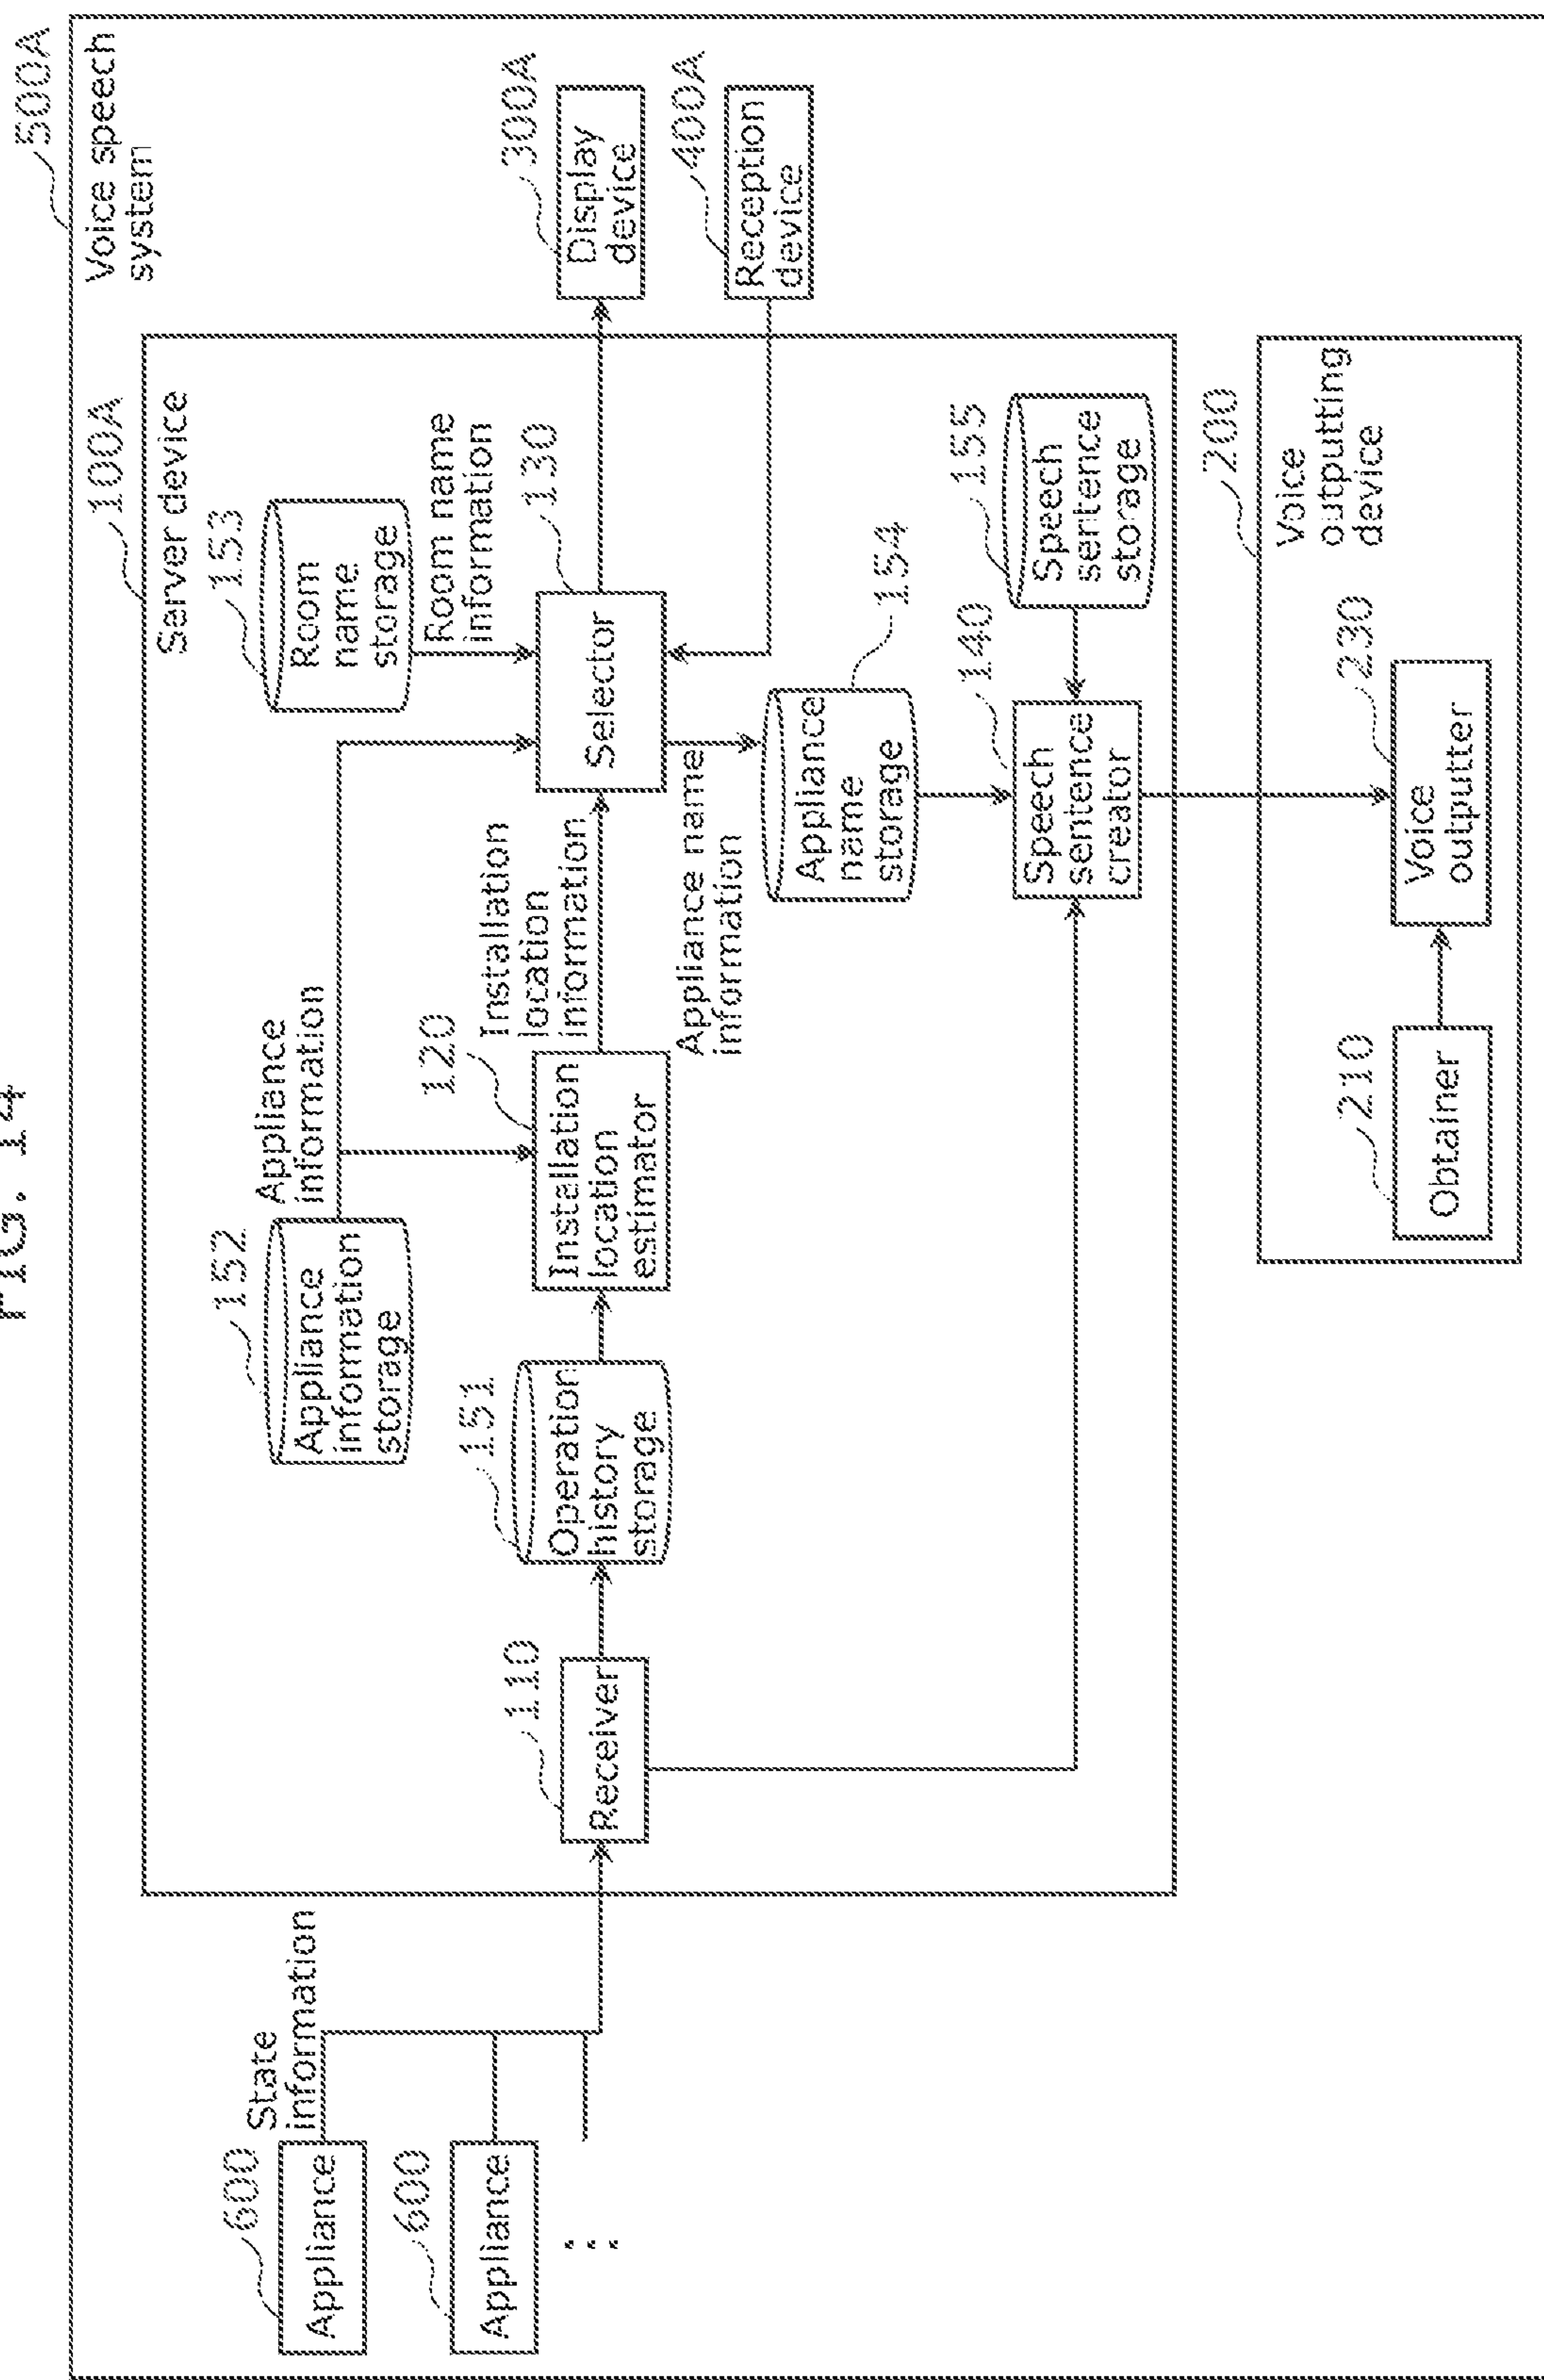 FIG. 14
500A
Voice speech
system
100A
Server device
State
information
600
Appliance
600
Appliance
...
110
Receiver
151
Operation
history
storage
152
Appliance
information
storage
Appliance
information
120
Installation
location
estimator
Installation
location
information
153
Room
name
storage
Room name
information
130
Selector
300A
Display
device
400A
Reception
device
Appliance name
information
154
Appliance
name
storage
140
Speech
sentence
creator
155
Speech
sentence
storage
200
Voice
outputting
device
210
Obtainer
230
Voice
outputter